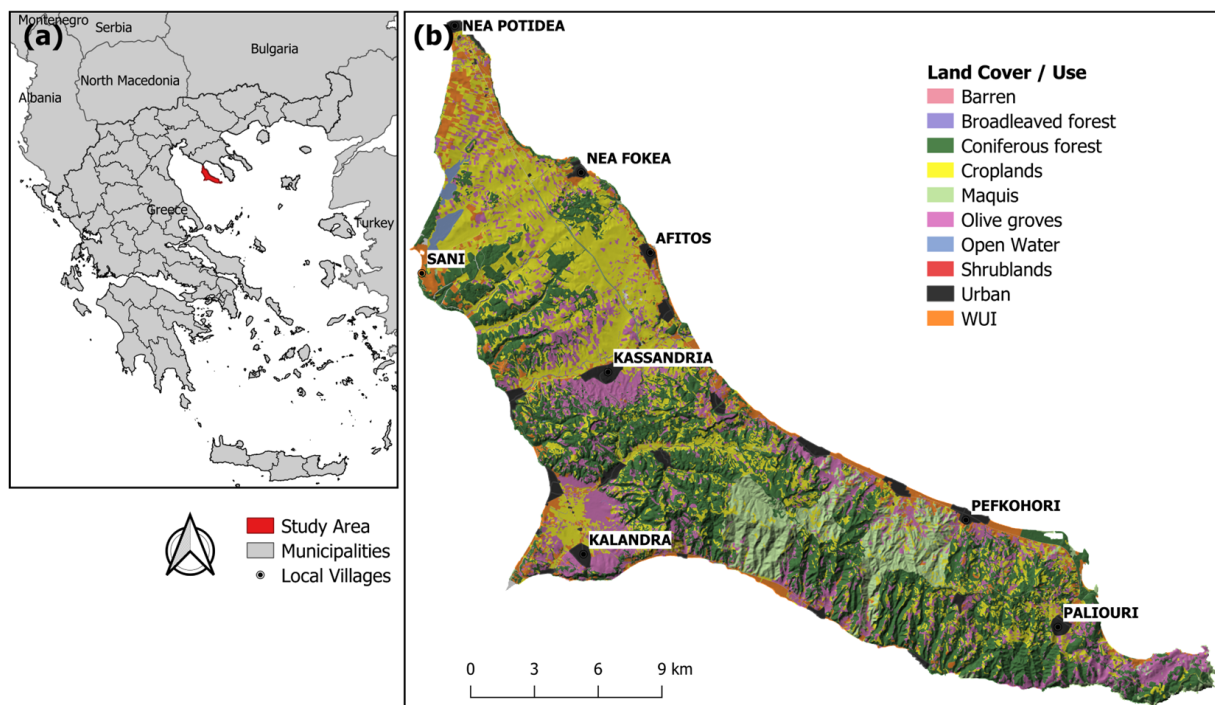 (a)
Montenegro
Serbia
Bulgaria
North Macedonia
Albania
Greece
Turkey
Study Area
Municipalities
Local Villages
(b)
NEA POTIDEA
NEA FOKEA
AFITOS
SANI
KASSANDRIA
KALANDRA
PEFKOHORI
PALIOURI
Land Cover / Use
Barren
Broadleaved forest
Coniferous forest
Croplands
Maquis
Olive groves
Open Water
Shrublands
Urban
WUI
0 3 6 9 km